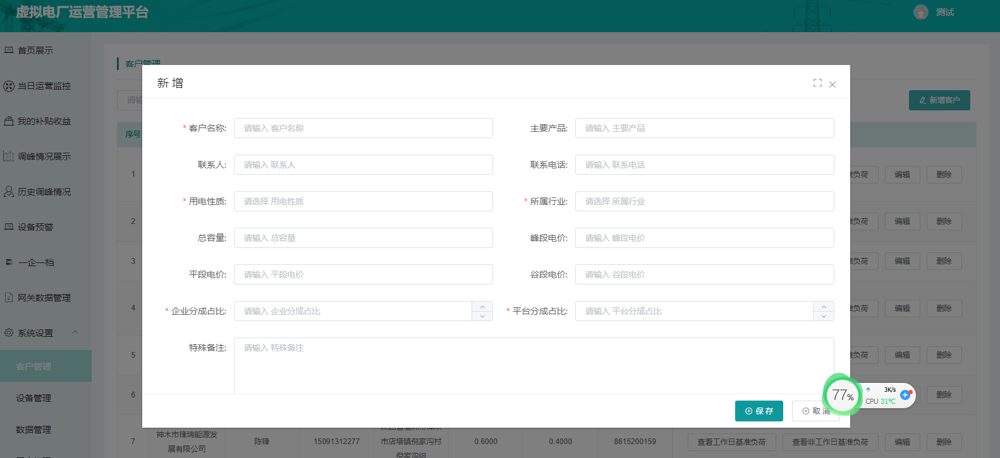 虚拟电厂运营管理平台
测试
首页展示
当日运营监控
我的补贴收益
调峰情况展示
历史调峰情况
设备预警
一企一档
网关数据管理
系统设置
客户管理
设备管理
数据管理
客户管理
请输
新增客户
序号
新增
* 客户名称: 请输入 客户名称
主要产品: 请输入 主要产品
联系人: 请输入 联系人
联系电话: 请输入 联系电话
* 用电性质: 请选择 用电性质
* 所属行业: 请选择 所属行业
总容量: 请输入 总容量
峰段电价: 请输入 峰段电价
平段电价: 请输入 平段电价
谷段电价: 请输入 谷段电价
* 企业分成占比: 请输入 企业分成占比
* 平台分成占比: 请输入 平台分成占比
特殊备注: 请输入 特殊备注
保存
取消
1 准负荷 编辑 删除
2 准负荷 编辑 删除
3 准负荷 编辑 删除
4 准负荷 编辑 删除
5 准负荷 编辑 删除
6 删除
77%
3K/s
CPU 31℃
7
神木市锋瑞能源发
展有限公司
陈锋
15091312277
市店塔镇倪家沟村
倪家沟组
0.6000
0.4000
8615200159
查看工作日基准负荷
查看非工作日基准负荷
编辑
删除